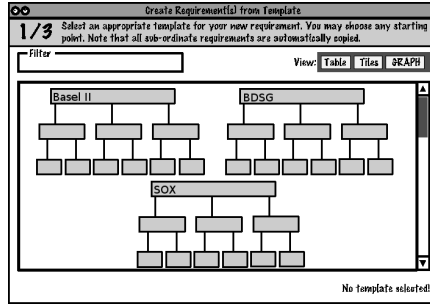 Create Requirement(s) from Template
1/3 Select an appropriate template for your new requirement. You may choose any starting
point. Note that all sub-ordinate requirements are automatically copied.
Filter
View: Table Tiles GRAPH
Basel II BDSG
SOX
No template selected!